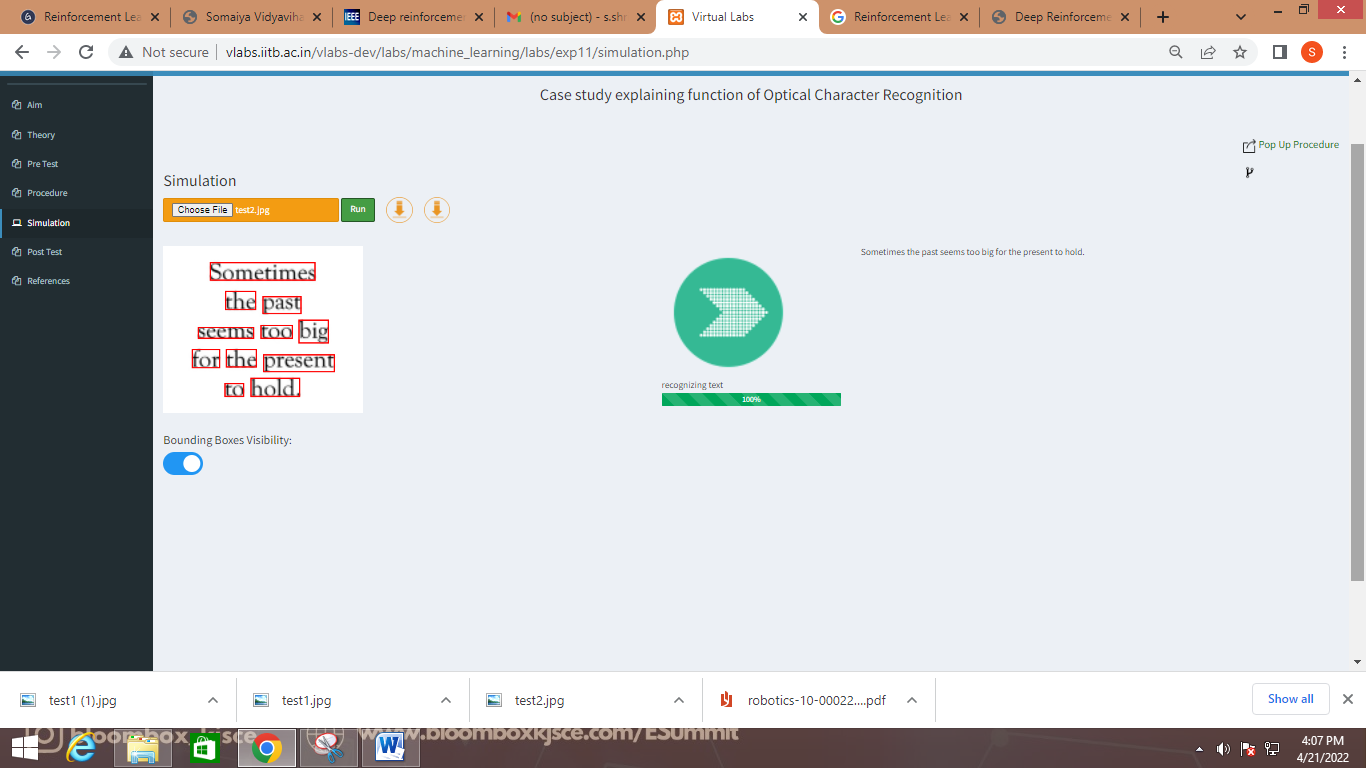 Reinforcement Lea
Somaiya Vidyaviha
IEEE Deep reinforcemen
(no subject) - s.shr
Virtual Labs
Reinforcement Lea
Deep Reinforceme
Not secure vlabs.iitb.ac.in/vlabs-dev/labs/machine_learning/labs/exp11/simulation.php
S
Case study explaining function of Optical Character Recognition
Aim
Theory
Pre Test
Procedure
Simulation
Post Test
References
Pop Up Procedure
Simulation
Choose File test2.jpg Run
Sometimes
the past
seems too big
for the present
to hold.
recognizing text
100%
Sometimes the past seems too big for the present to hold.
Bounding Boxes Visibility:
test1 (1).jpg
test1.jpg
test2.jpg
robotics-10-00022....pdf
Show all
www.bloomboxkjsce.com/ESummit
4:07 PM
4/21/2022